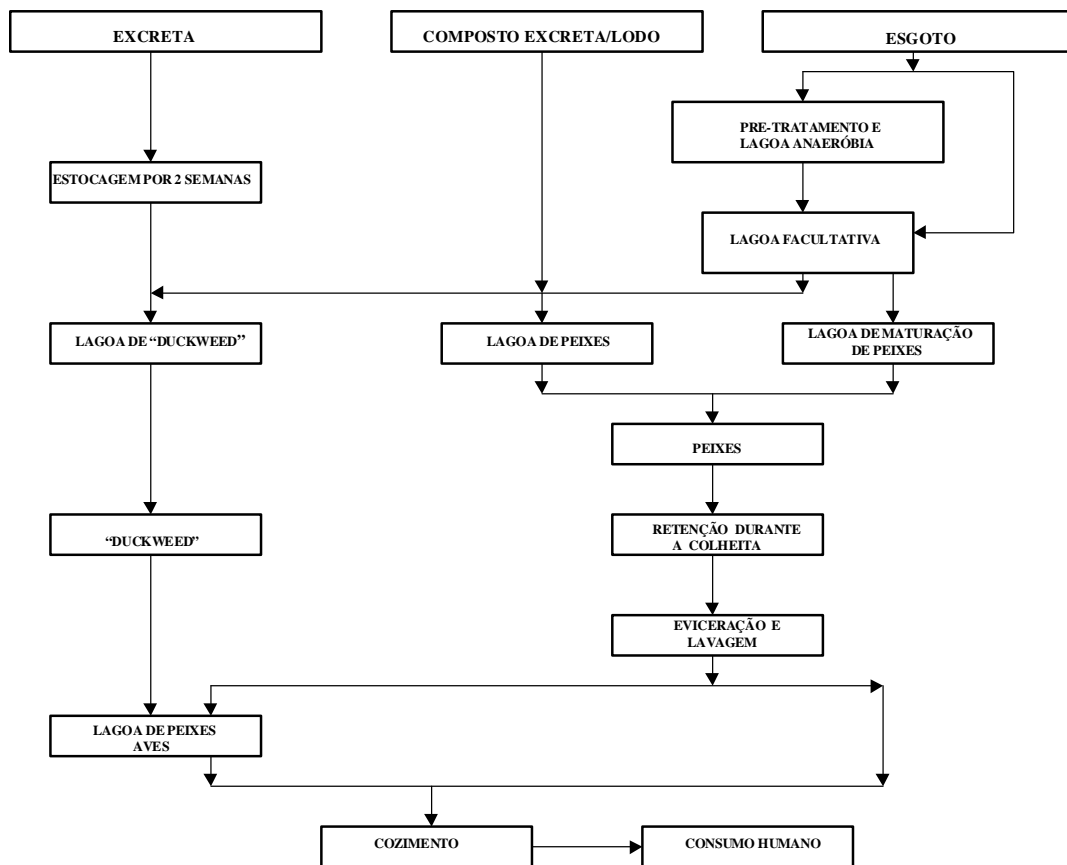 EXCRETA
COMPOSTO EXCRETA/LODO
ESGOTO
PRE-TRATAMENTO E
LAGOA ANAERÓBIA
ESTOCAGEM POR 2 SEMANAS
LAGOA FACULTATIVA
LAGOA DE “DUCKWEED”
LAGOA DE PEIXES
LAGOA DE MATURAÇÃO
DE PEIXES
PEIXES
“DUCKWEED”
RETENÇÃO DURANTE
A COLHEITA
EVICERAÇÃO E
LAVAGEM
LAGOA DE PEIXES
AVES
COZIMENTO
CONSUMO HUMANO